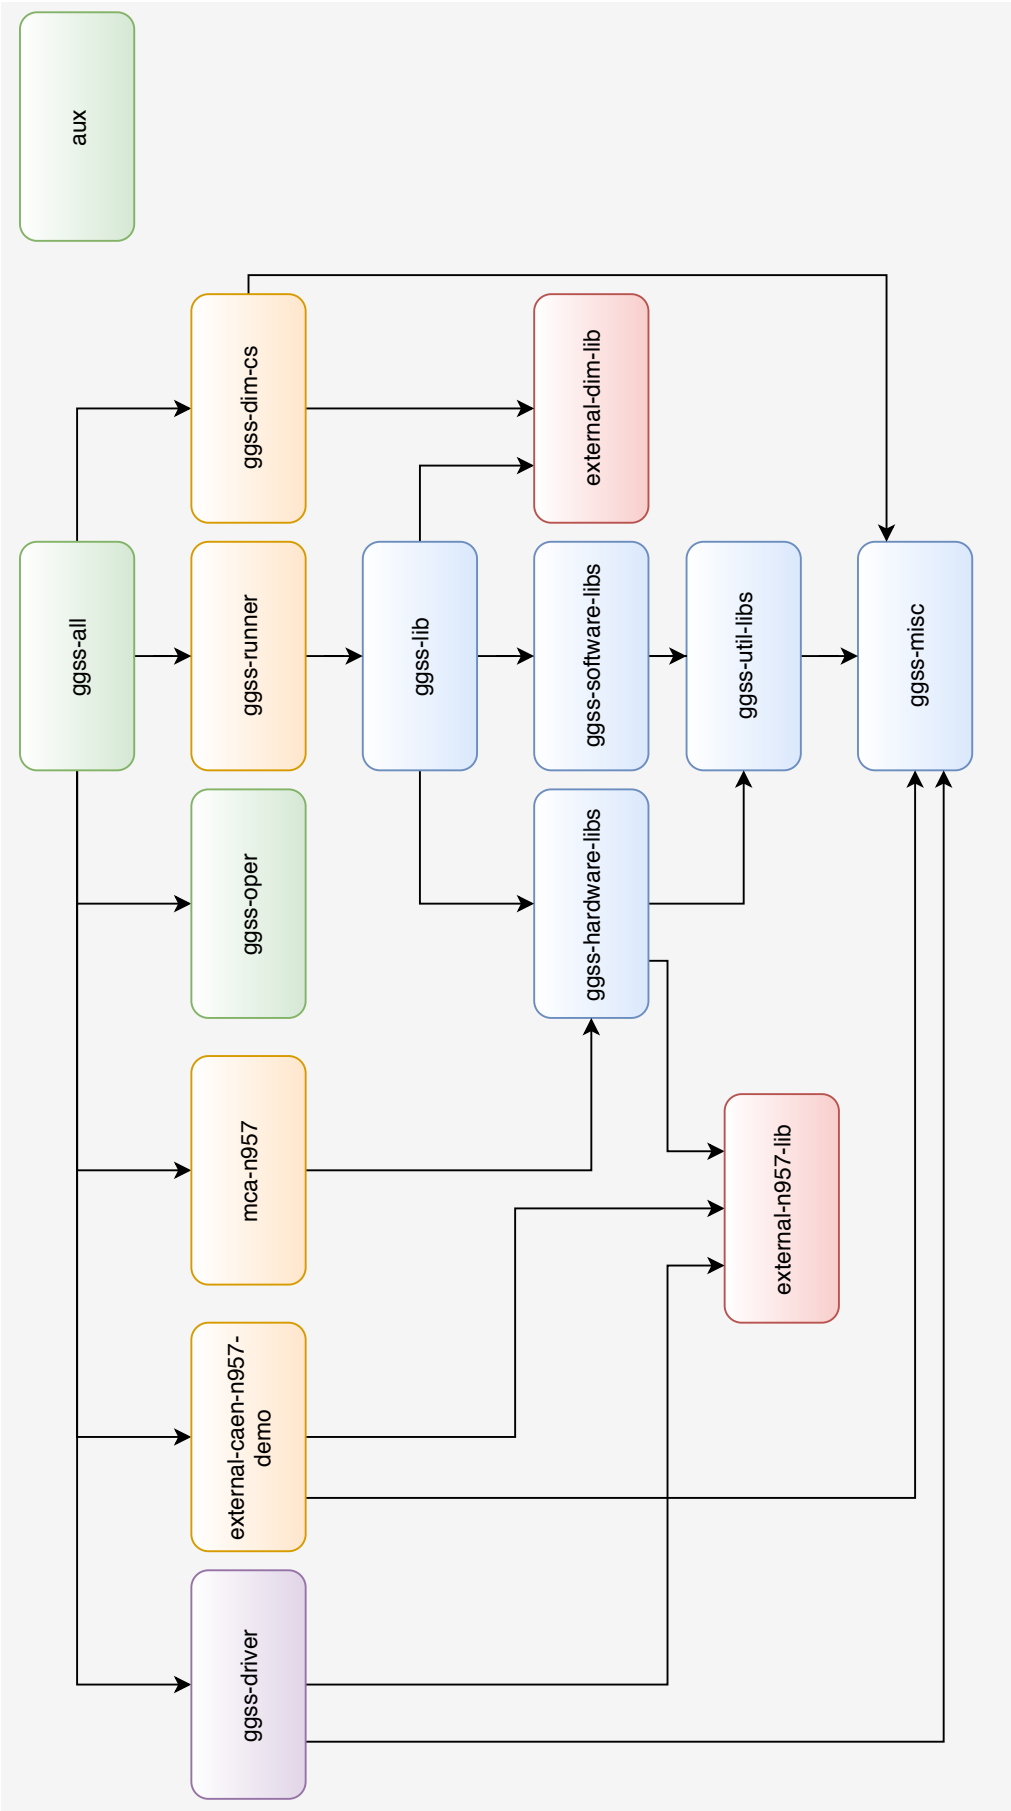 aux
ggss-all
ggss-dim-cs
ggss-runner
ggss-oper
mca-n957
external-caen-n957-
demo
ggss-driver
ggss-lib
external-dim-lib
ggss-software-libs
ggss-hardware-libs
ggss-util-libs
external-n957-lib
ggss-misc